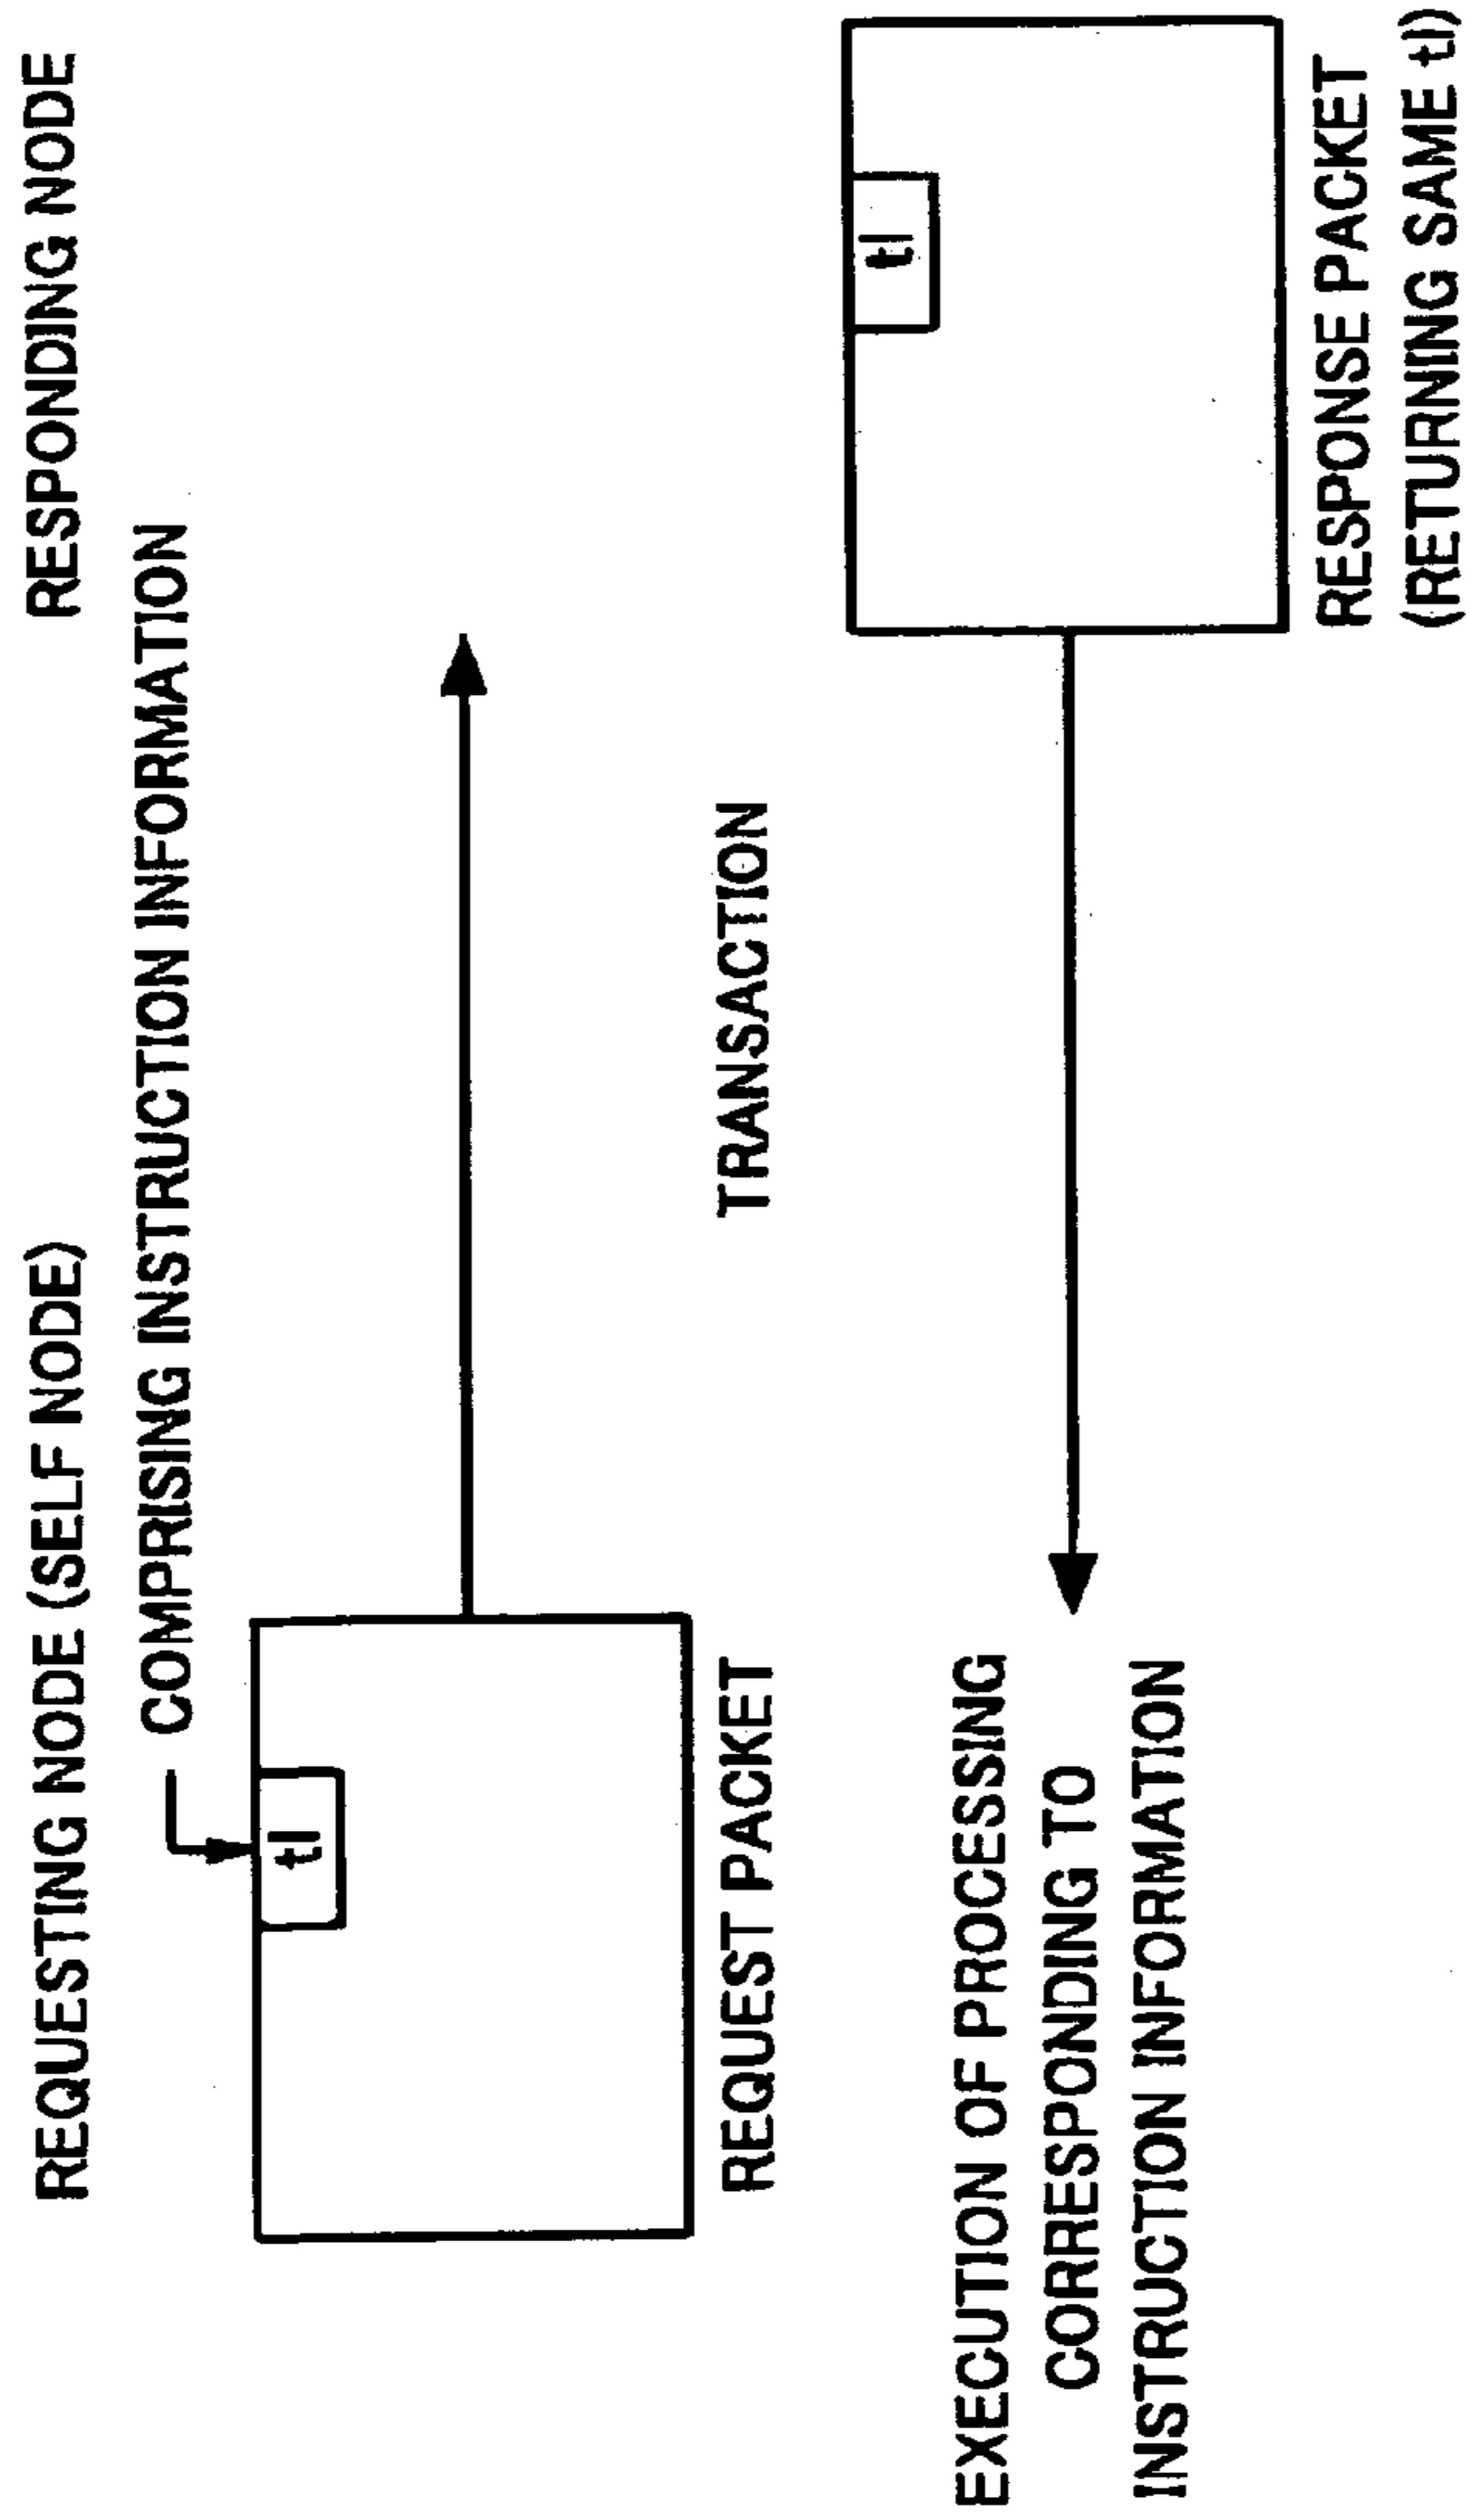 REQUESTING NODE (SELF NODE)
RESPONDING NODE
COMPRISING INSTRUCTION INFORMATION
tl
REQUEST PACKET
TRANSACTION
tl
EXECUTION OF PROCESSING
CORRESPONDING TO
INSTRUCTION INFORMATION
RESPONSE PACKET
(RETURNING SAME tl)